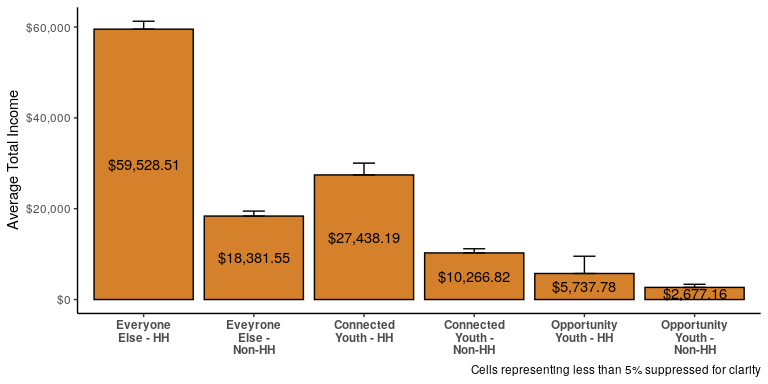 $60,000
$40,000
$20,000
$0
Average Total Income
$59,528.51
$18,381.55
$27,438.19
$10,266.82
$5,737.78
$2,677.16
Everyone
Else - HH
Eveyrone
Else -
Non-HH
Connected
Youth - HH
Connected
Youth -
Non-HH
Opportunity
Youth - HH
Opportunity
Youth -
Non-HH
Cells representing less than 5% suppressed for clarity